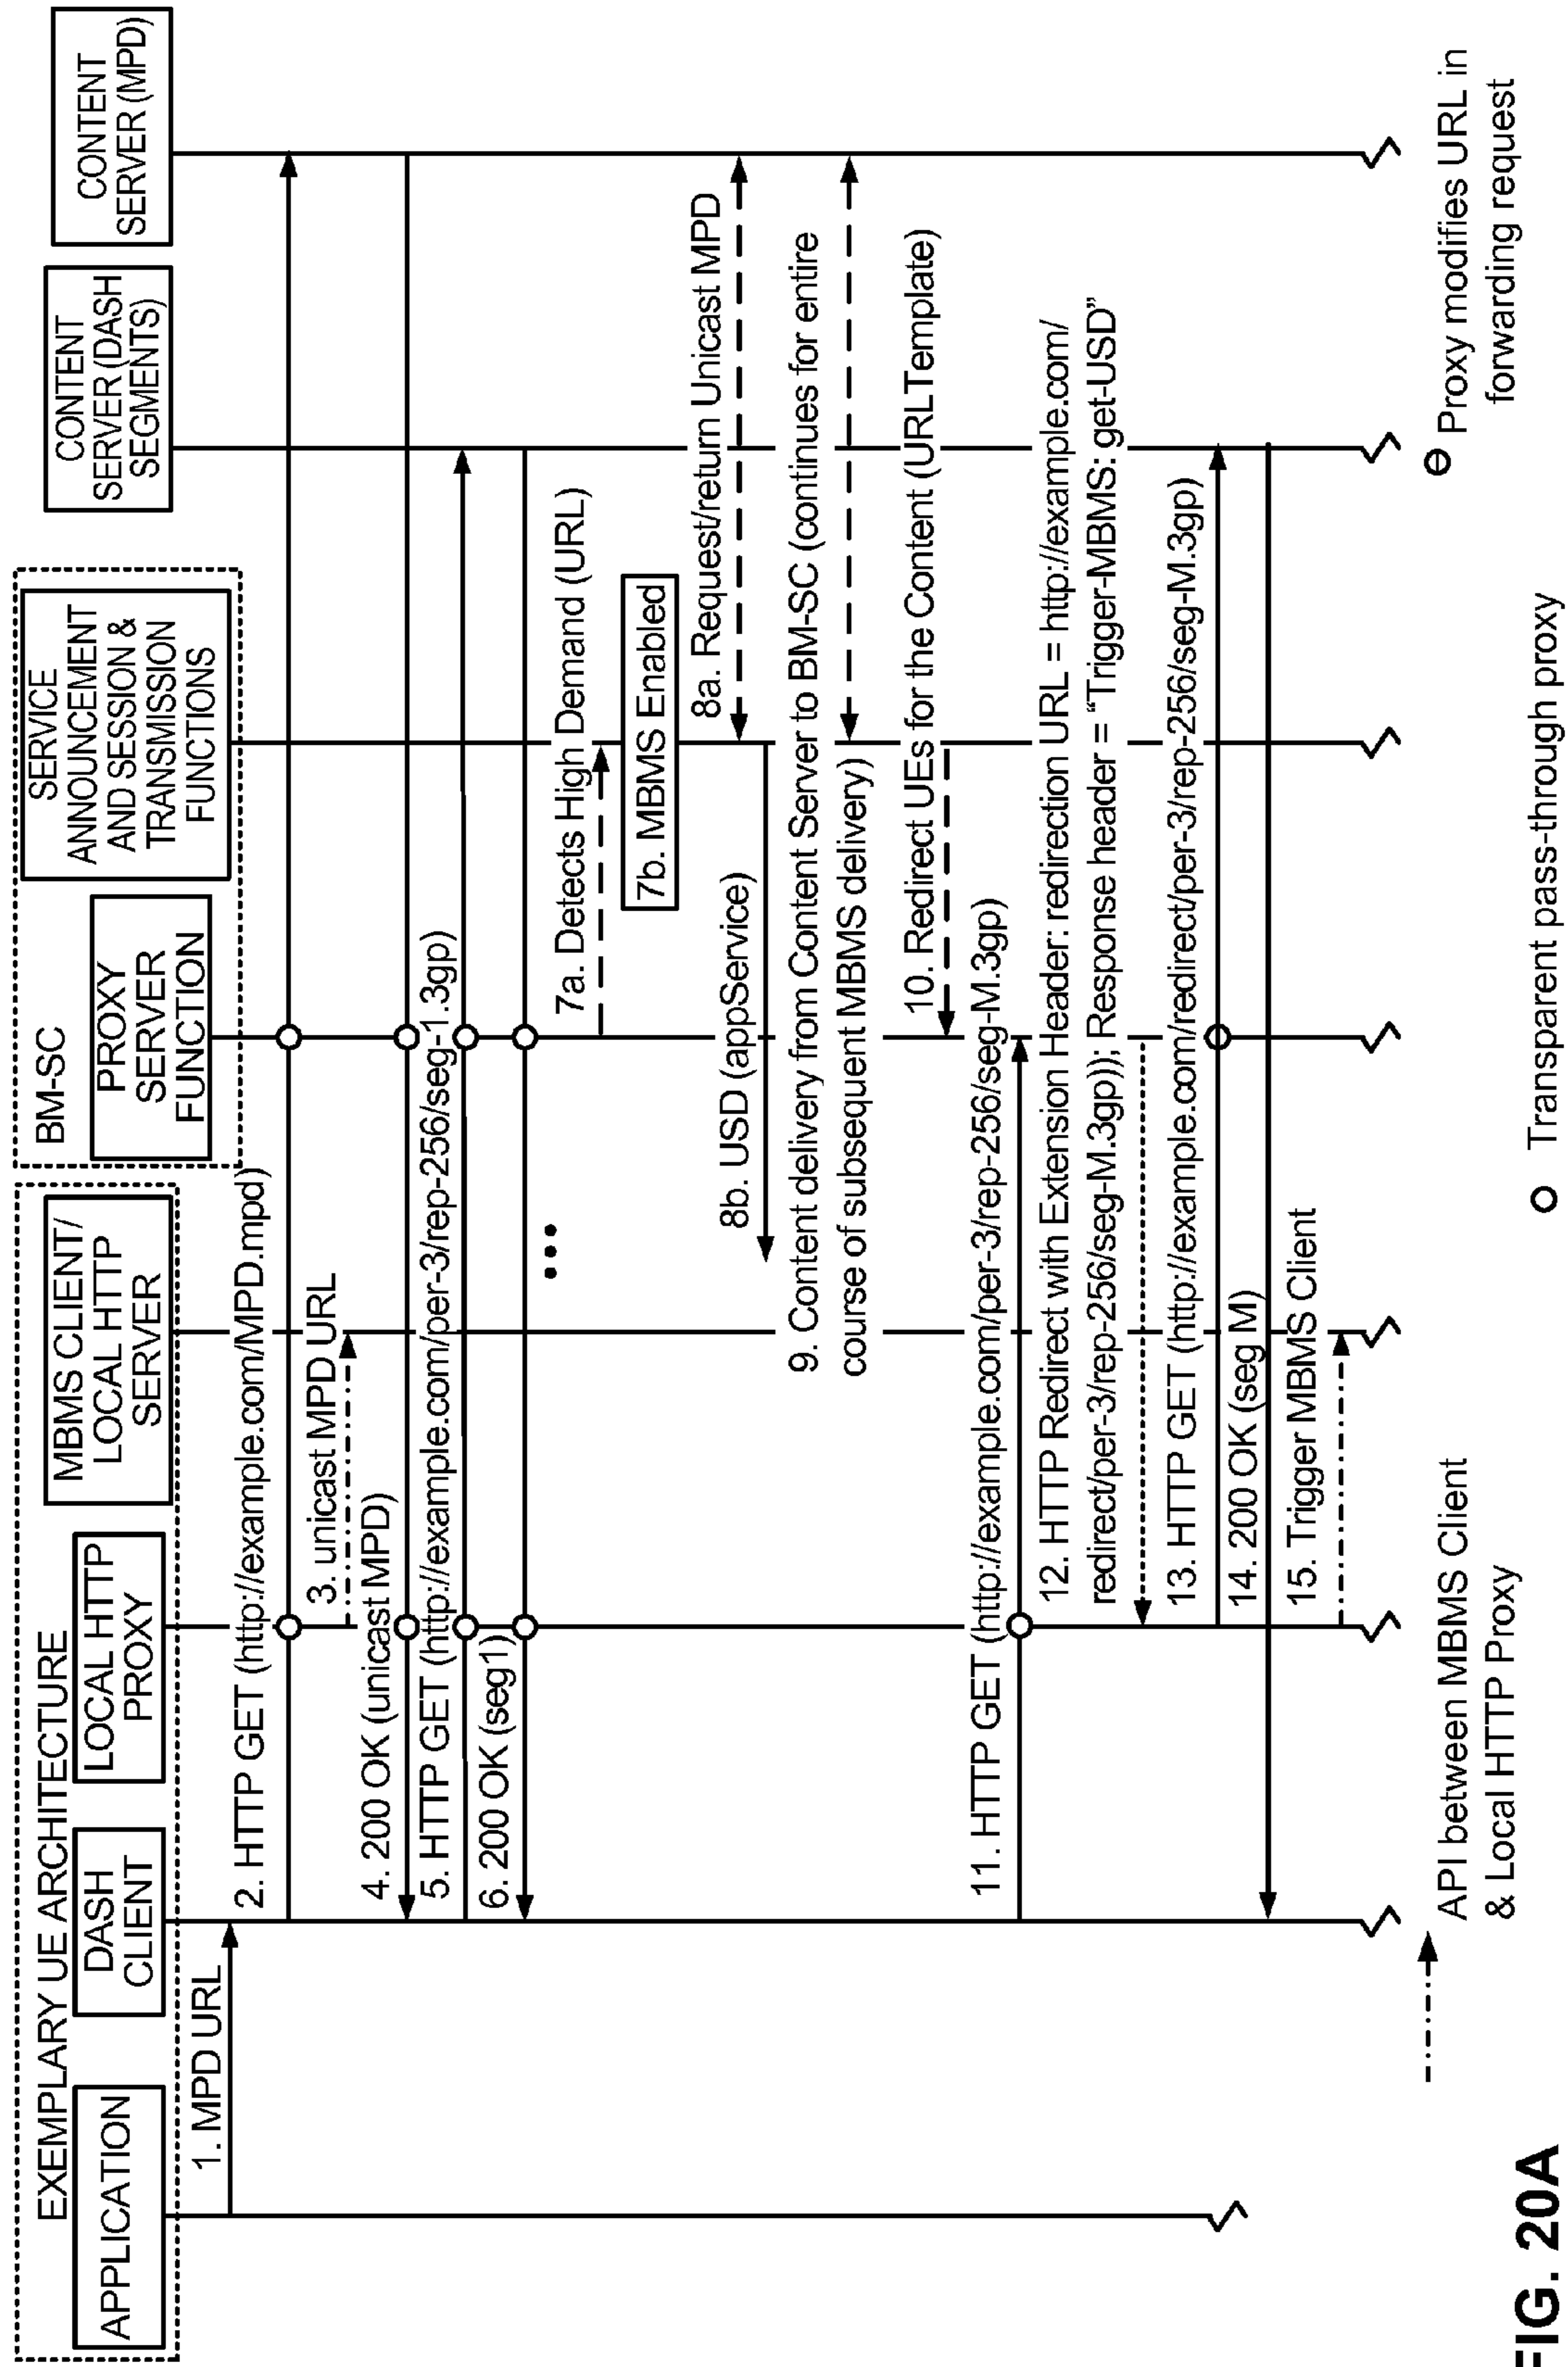 EXEMPLARY UE ARCHITECTURE
APPLICATION
DASH
CLIENT
LOCAL HTTP
PROXY
MBMS CLIENT/
LOCAL HTTP
SERVER
BM-SC
PROXY
SERVER
FUNCTION
SERVICE
ANNOUNCEMENT
AND SESSION &
TRANSMISSION
FUNCTIONS
CONTENT
SERVER (DASH
SEGMENTS)
CONTENT
SERVER (MPD)
1. MPD URL
2. HTTP GET (http://example.com/MPD.mpd)
3. unicast MPD URL
4. 200 OK (unicast MPD)
5. HTTP GET (http://example.com/per-3/rep-256/seg-1.3gp)
6. 200 OK (seg1)
•••
7a. Detects High Demand (URL)
7b. MBMS Enabled
8a. Request/return Unicast MPD
8b. USD (appService)
9. Content delivery from Content Server to BM-SC (continues for entire
course of subsequent MBMS delivery)
10. Redirect UEs for the Content (URLTemplate)
11. HTTP GET (http://example.com/per-3/rep-256/seg-M.3gp)
12. HTTP Redirect with Extension Header: redirection URL = http://example.com/
redirect/per-3/rep-256/seg-M.3gp)); Response header = “Trigger-MBMS: get-USD”
13. HTTP GET (http://example.com/redirect/per-3/rep-256/seg-M.3gp)
14. 200 OK (seg M)
15. Trigger MBMS Client
API between MBMS Client
& Local HTTP Proxy
Transparent pass-through proxy
Proxy modifies URL in
forwarding request
FIG. 20A